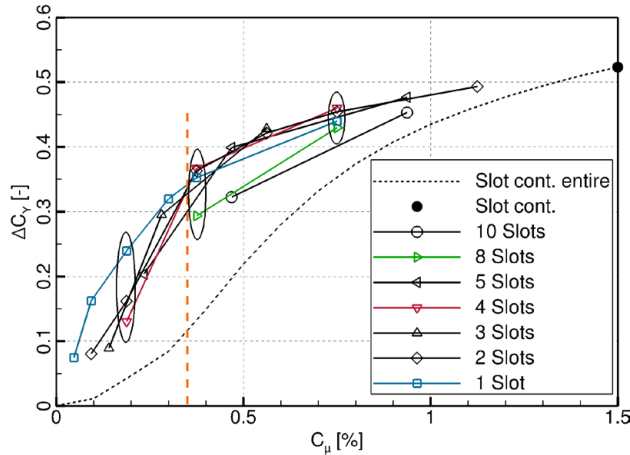 0.6
0.5
0.4
0.3
0.2
0.1
0
ΔC_Y [-]
0
0.5
1
1.5
C_μ [%]
Slot cont. entire
Slot cont.
10 Slots
8 Slots
5 Slots
4 Slots
3 Slots
2 Slots
1 Slot